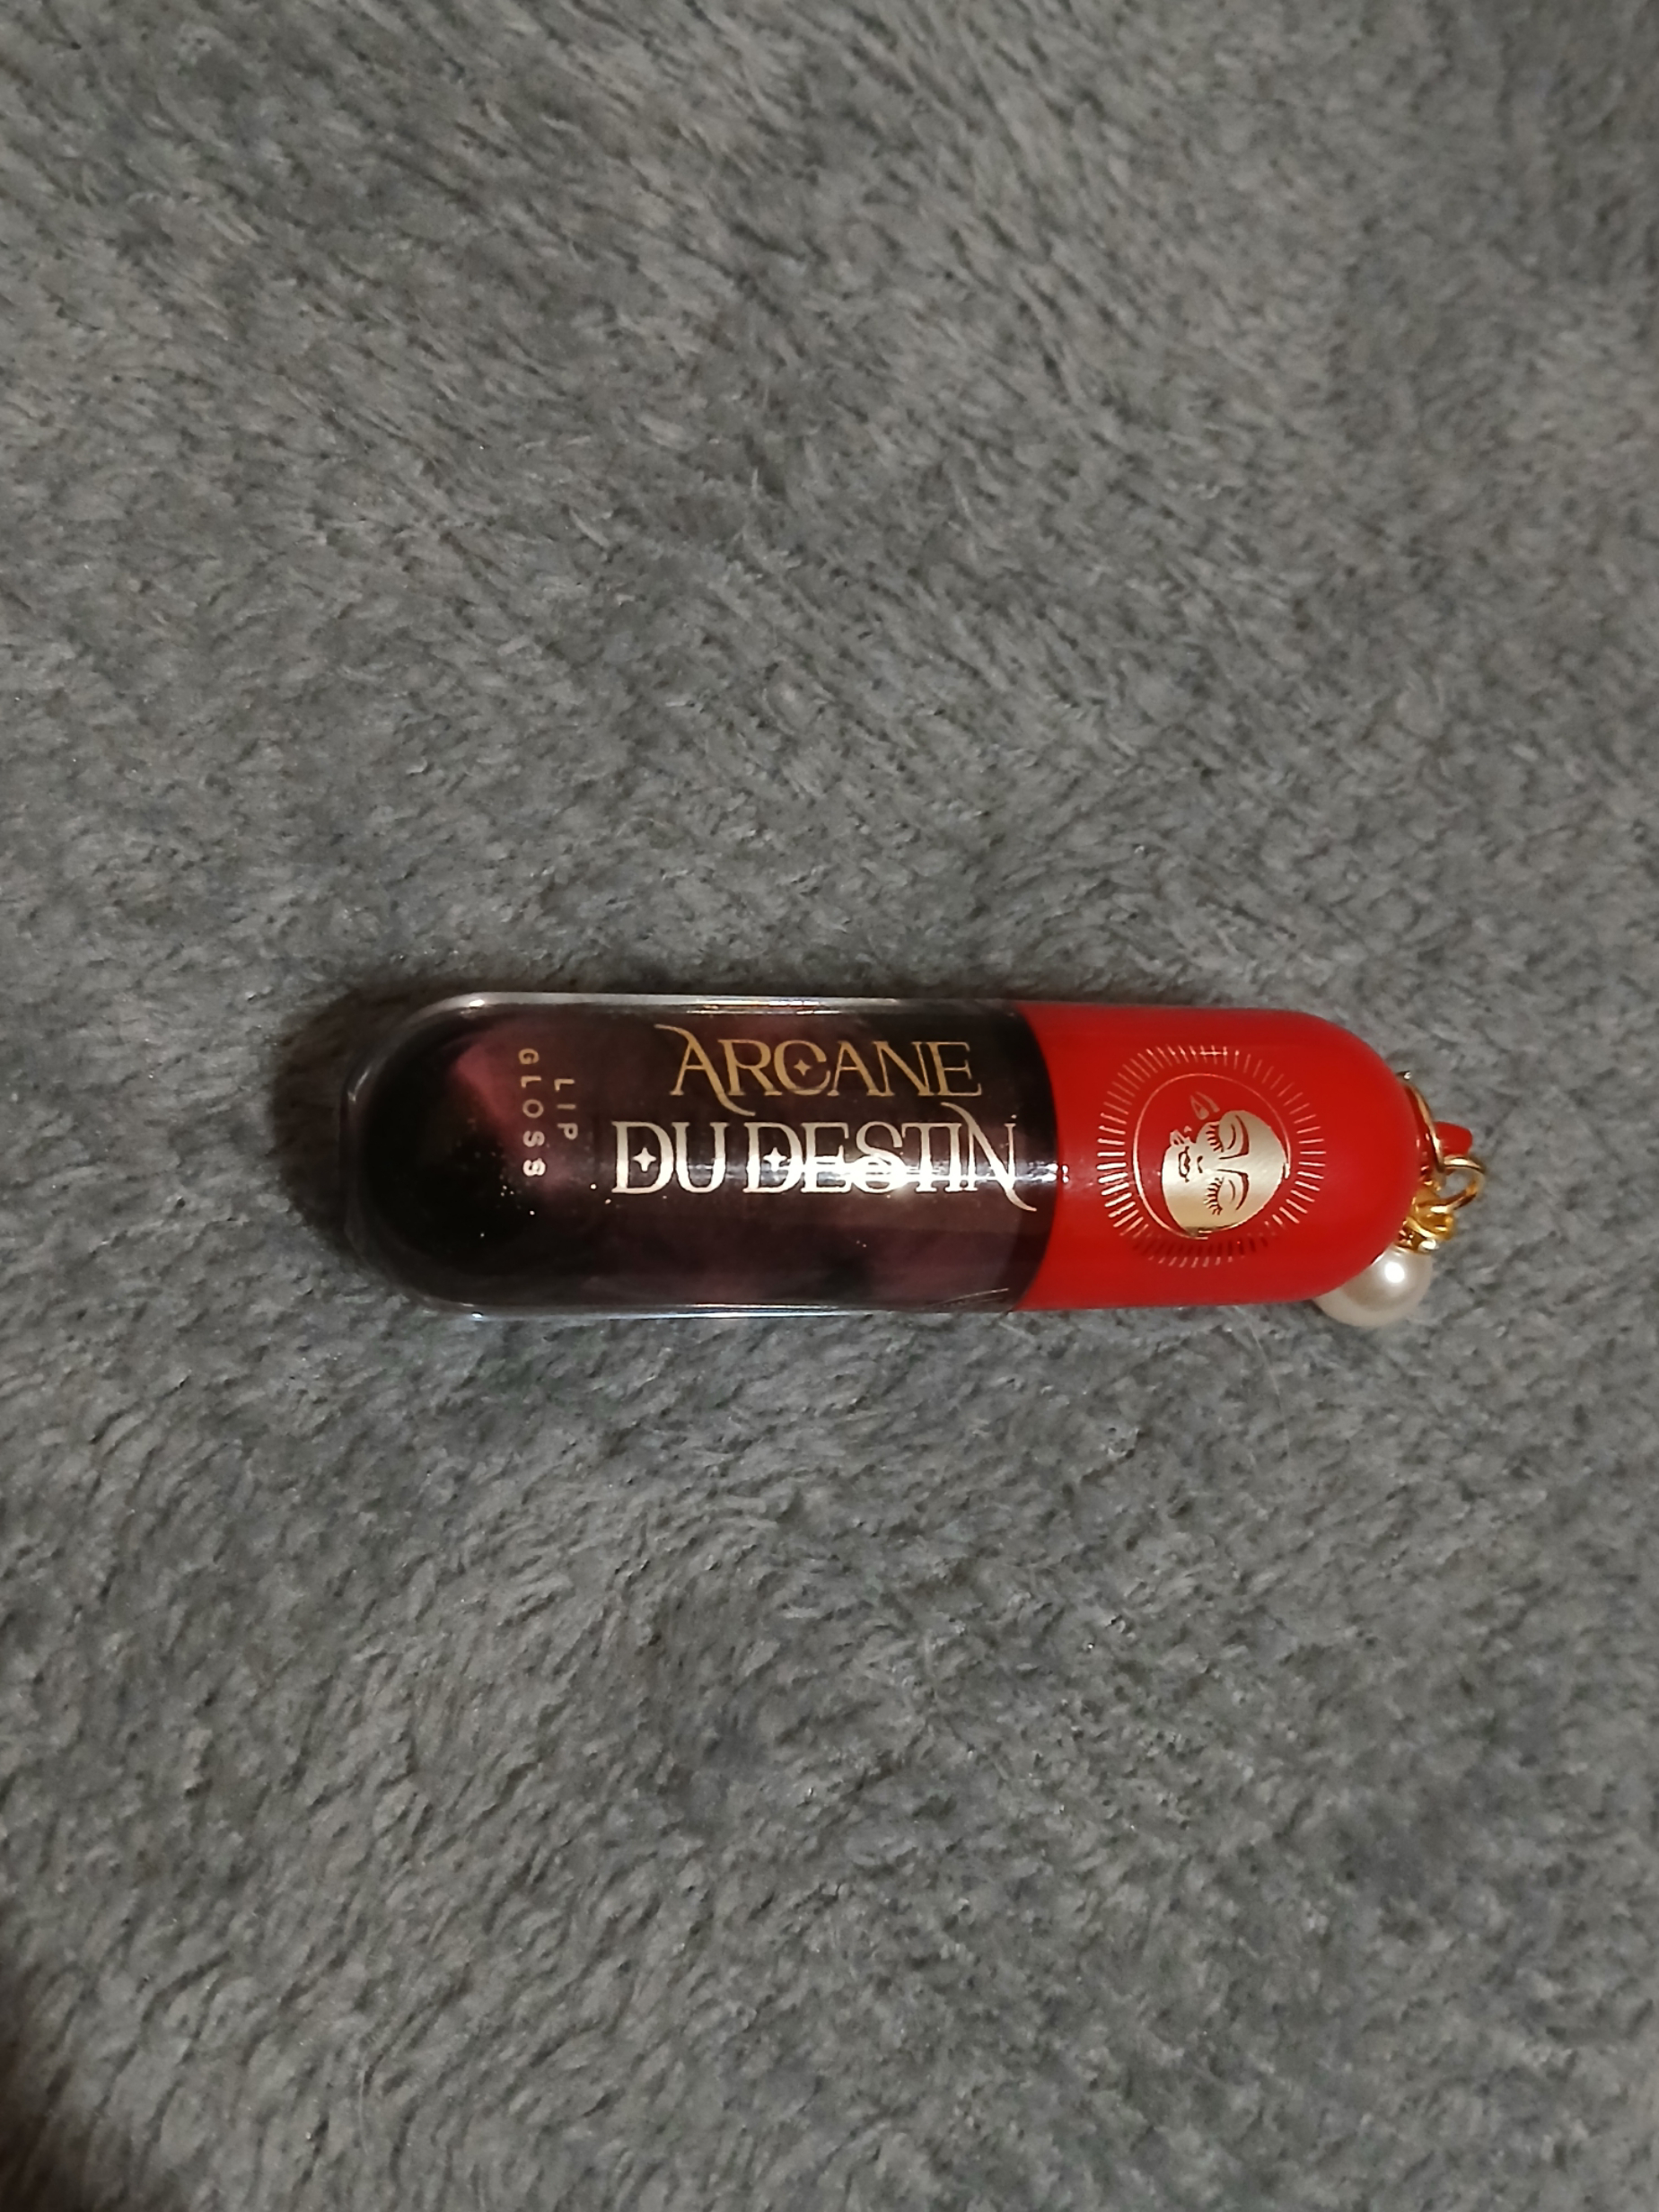 ARCANE
DU DESTIN
LIP
GLOSS